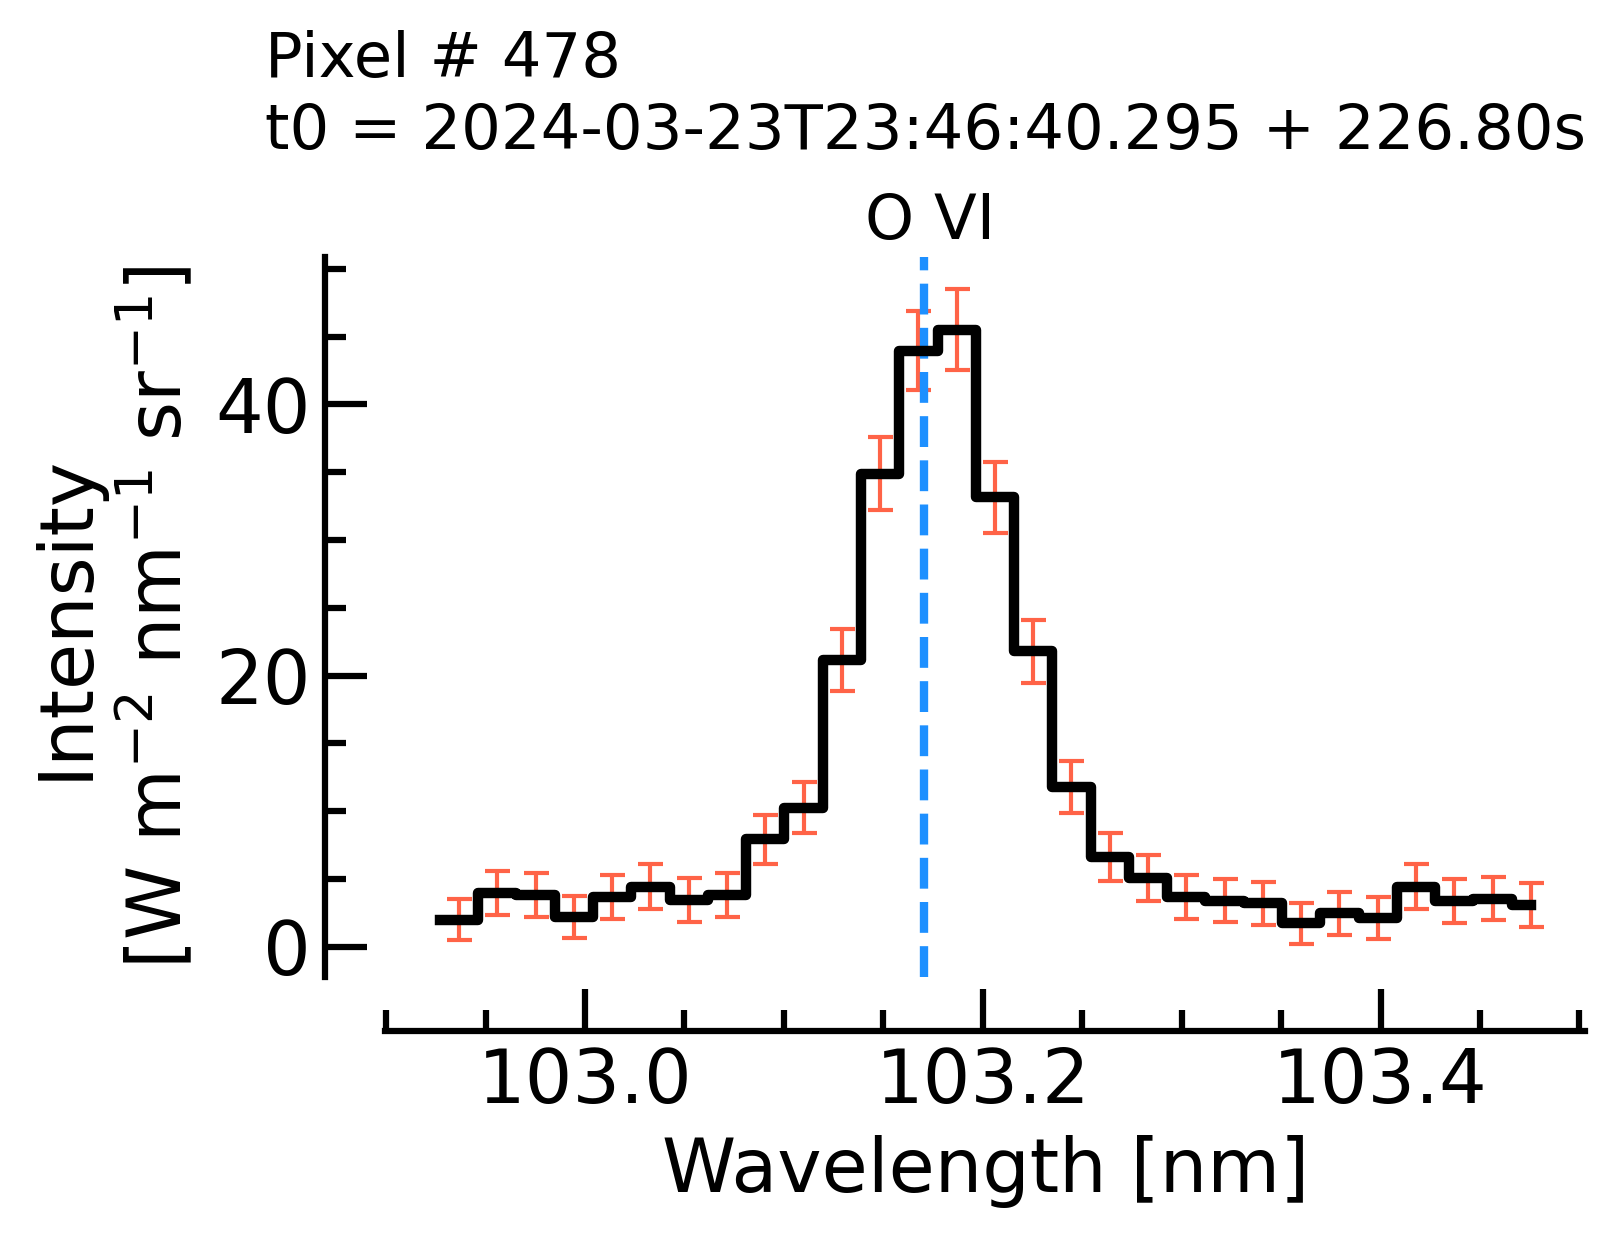 Pixel # 478
t0 = 2024-03-23T23:46:40.295 + 226.80s
O VI
Intensity
[W m⁻² nm⁻¹ sr⁻¹]
40
20
0
103.0 103.2 103.4
Wavelength [nm]